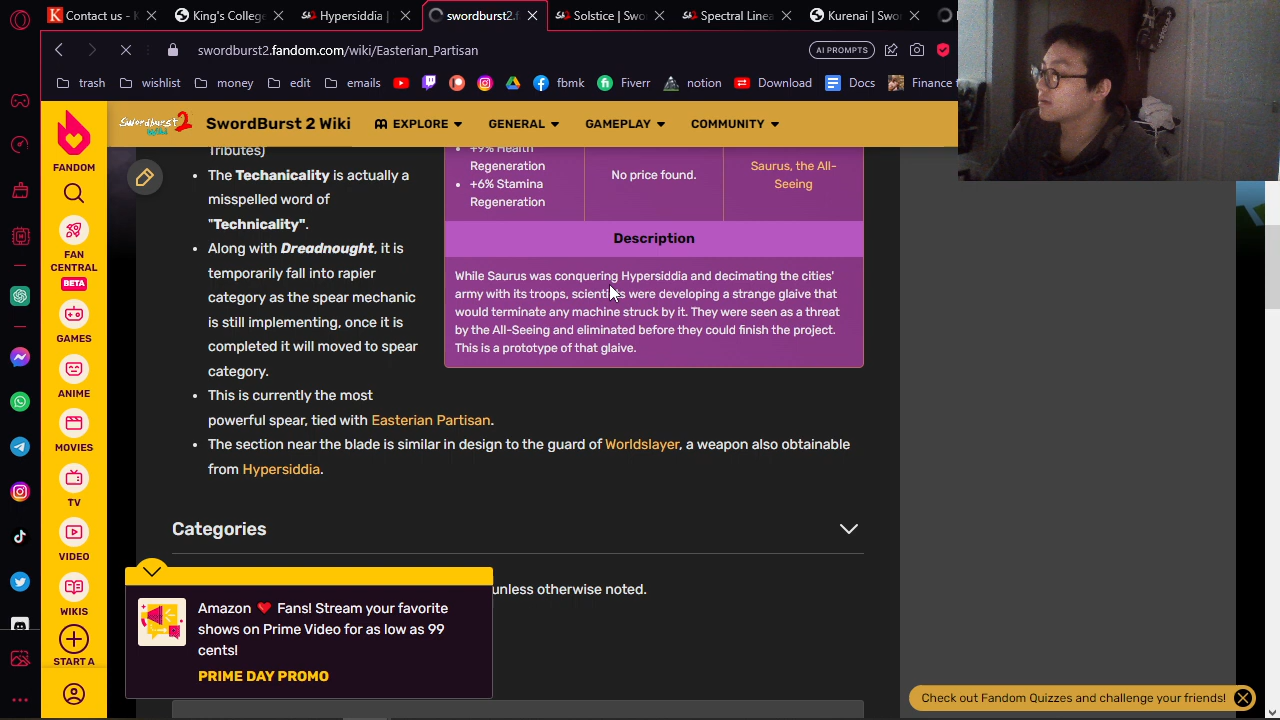 Contact us - K
King's College
Hypersiddia |
swordburst2.f
Solstice | Swo
Spectral Linea
Kurenai | Swo
swordburst2.fandom.com/wiki/Easterian_Partisan
AI PROMPTS
trash
wishlist
money
edit
emails
fbmk
Fiverr
notion
Download
Docs
Finance
SwordBurst 2 Wiki
EXPLORE
GENERAL
GAMEPLAY
COMMUNITY
FANDOM
FAN CENTRAL
BETA
GAMES
ANIME
MOVIES
TV
VIDEO
WIKIS
START A
Tributes)
The Techanicality is actually a
misspelled word of
"Technicality".
Along with Dreadnought, it is
temporarily fall into rapier
category as the spear mechanic
is still implementing, once it is
completed it will moved to spear
category.
This is currently the most
powerful spear, tied with Easterian Partisan.
The section near the blade is similar in design to the guard of Worldslayer, a weapon also obtainable
from Hypersiddia.
+9% Health
Regeneration
+6% Stamina
Regeneration
No price found.
Saurus, the All-
Seeing
Description
While Saurus was conquering Hypersiddia and decimating the cities'
army with its troops, scientists were developing a strange glaive that
would terminate any machine struck by it. They were seen as a threat
by the All-Seeing and eliminated before they could finish the project.
This is a prototype of that glaive.
Categories
unless otherwise noted.
Amazon ❤️ Fans! Stream your favorite
shows on Prime Video for as low as 99
cents!
PRIME DAY PROMO
Check out Fandom Quizzes and challenge your friends!